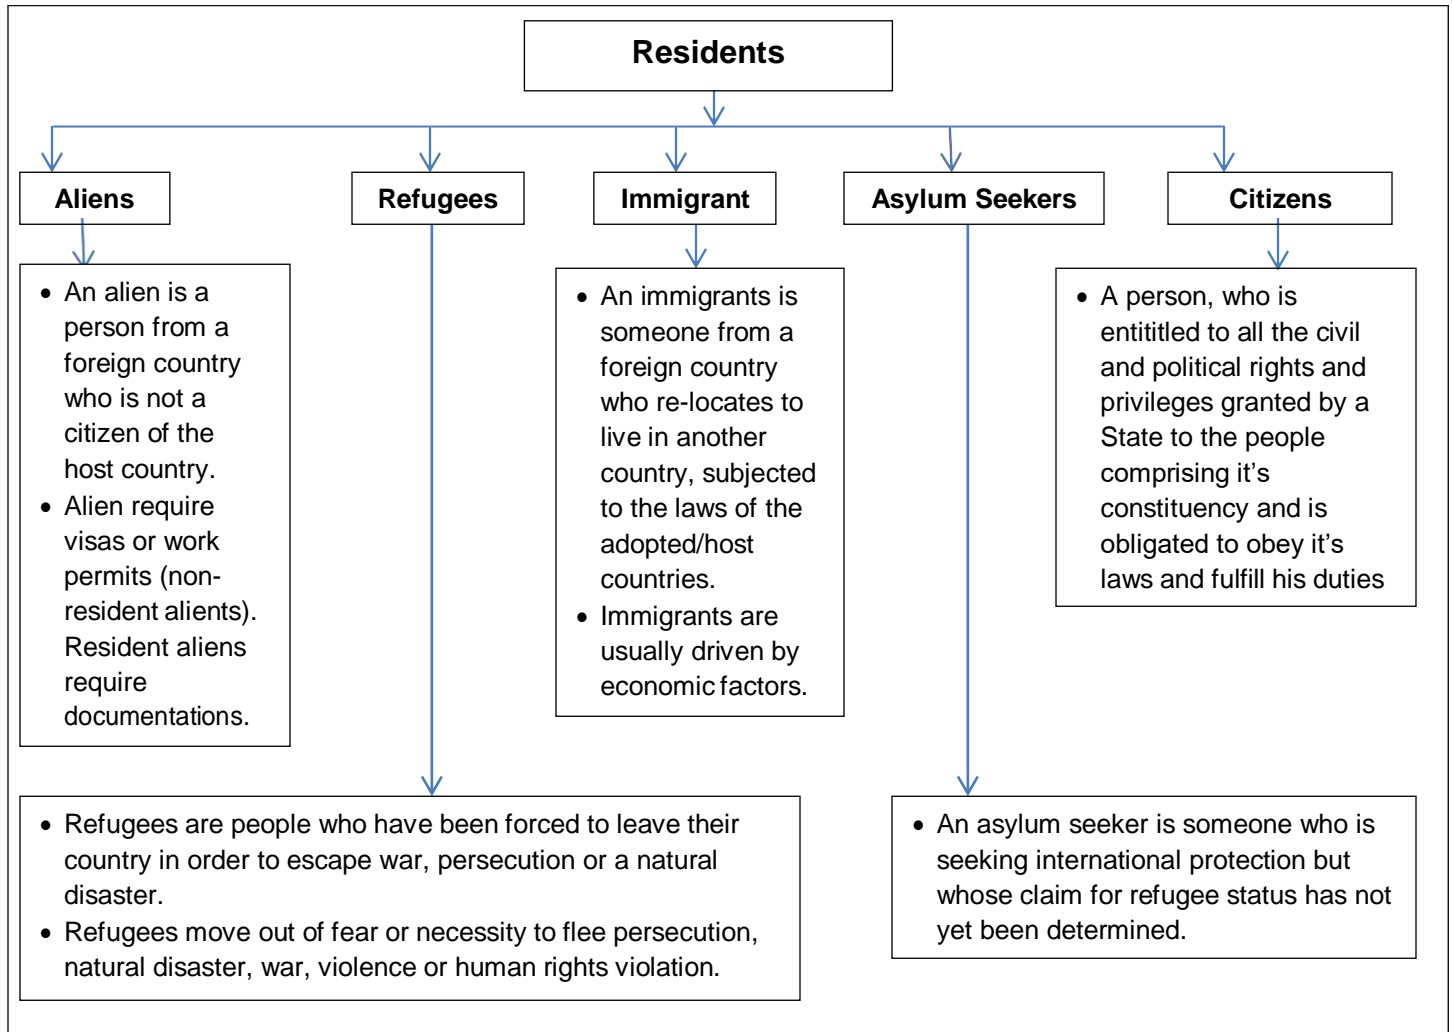 Residents
Aliens
Refugees
Immigrant
Asylum Seekers
Citizens
• An alien is a
person from a
foreign country
who is not a
citizen of the
host country.
• Alien require
visas or work
permits (non-
resident alients).
Resident aliens
require
documentations.
• An immigrants is
someone from a
foreign country
who re-locates to
live in another
country, subjected
to the laws of the
adopted/host
countries.
• Immigrants are
usually driven by
economic factors.
• A person, who is
entititled to all the civil
and political rights and
privileges granted by a
State to the people
comprising it’s
constituency and is
obligated to obey it’s
laws and fulfill his duties
• Refugees are people who have been forced to leave their
country in order to escape war, persecution or a natural
disaster.
• Refugees move out of fear or necessity to flee persecution,
natural disaster, war, violence or human rights violation.
• An asylum seeker is someone who is
seeking international protection but
whose claim for refugee status has not
yet been determined.